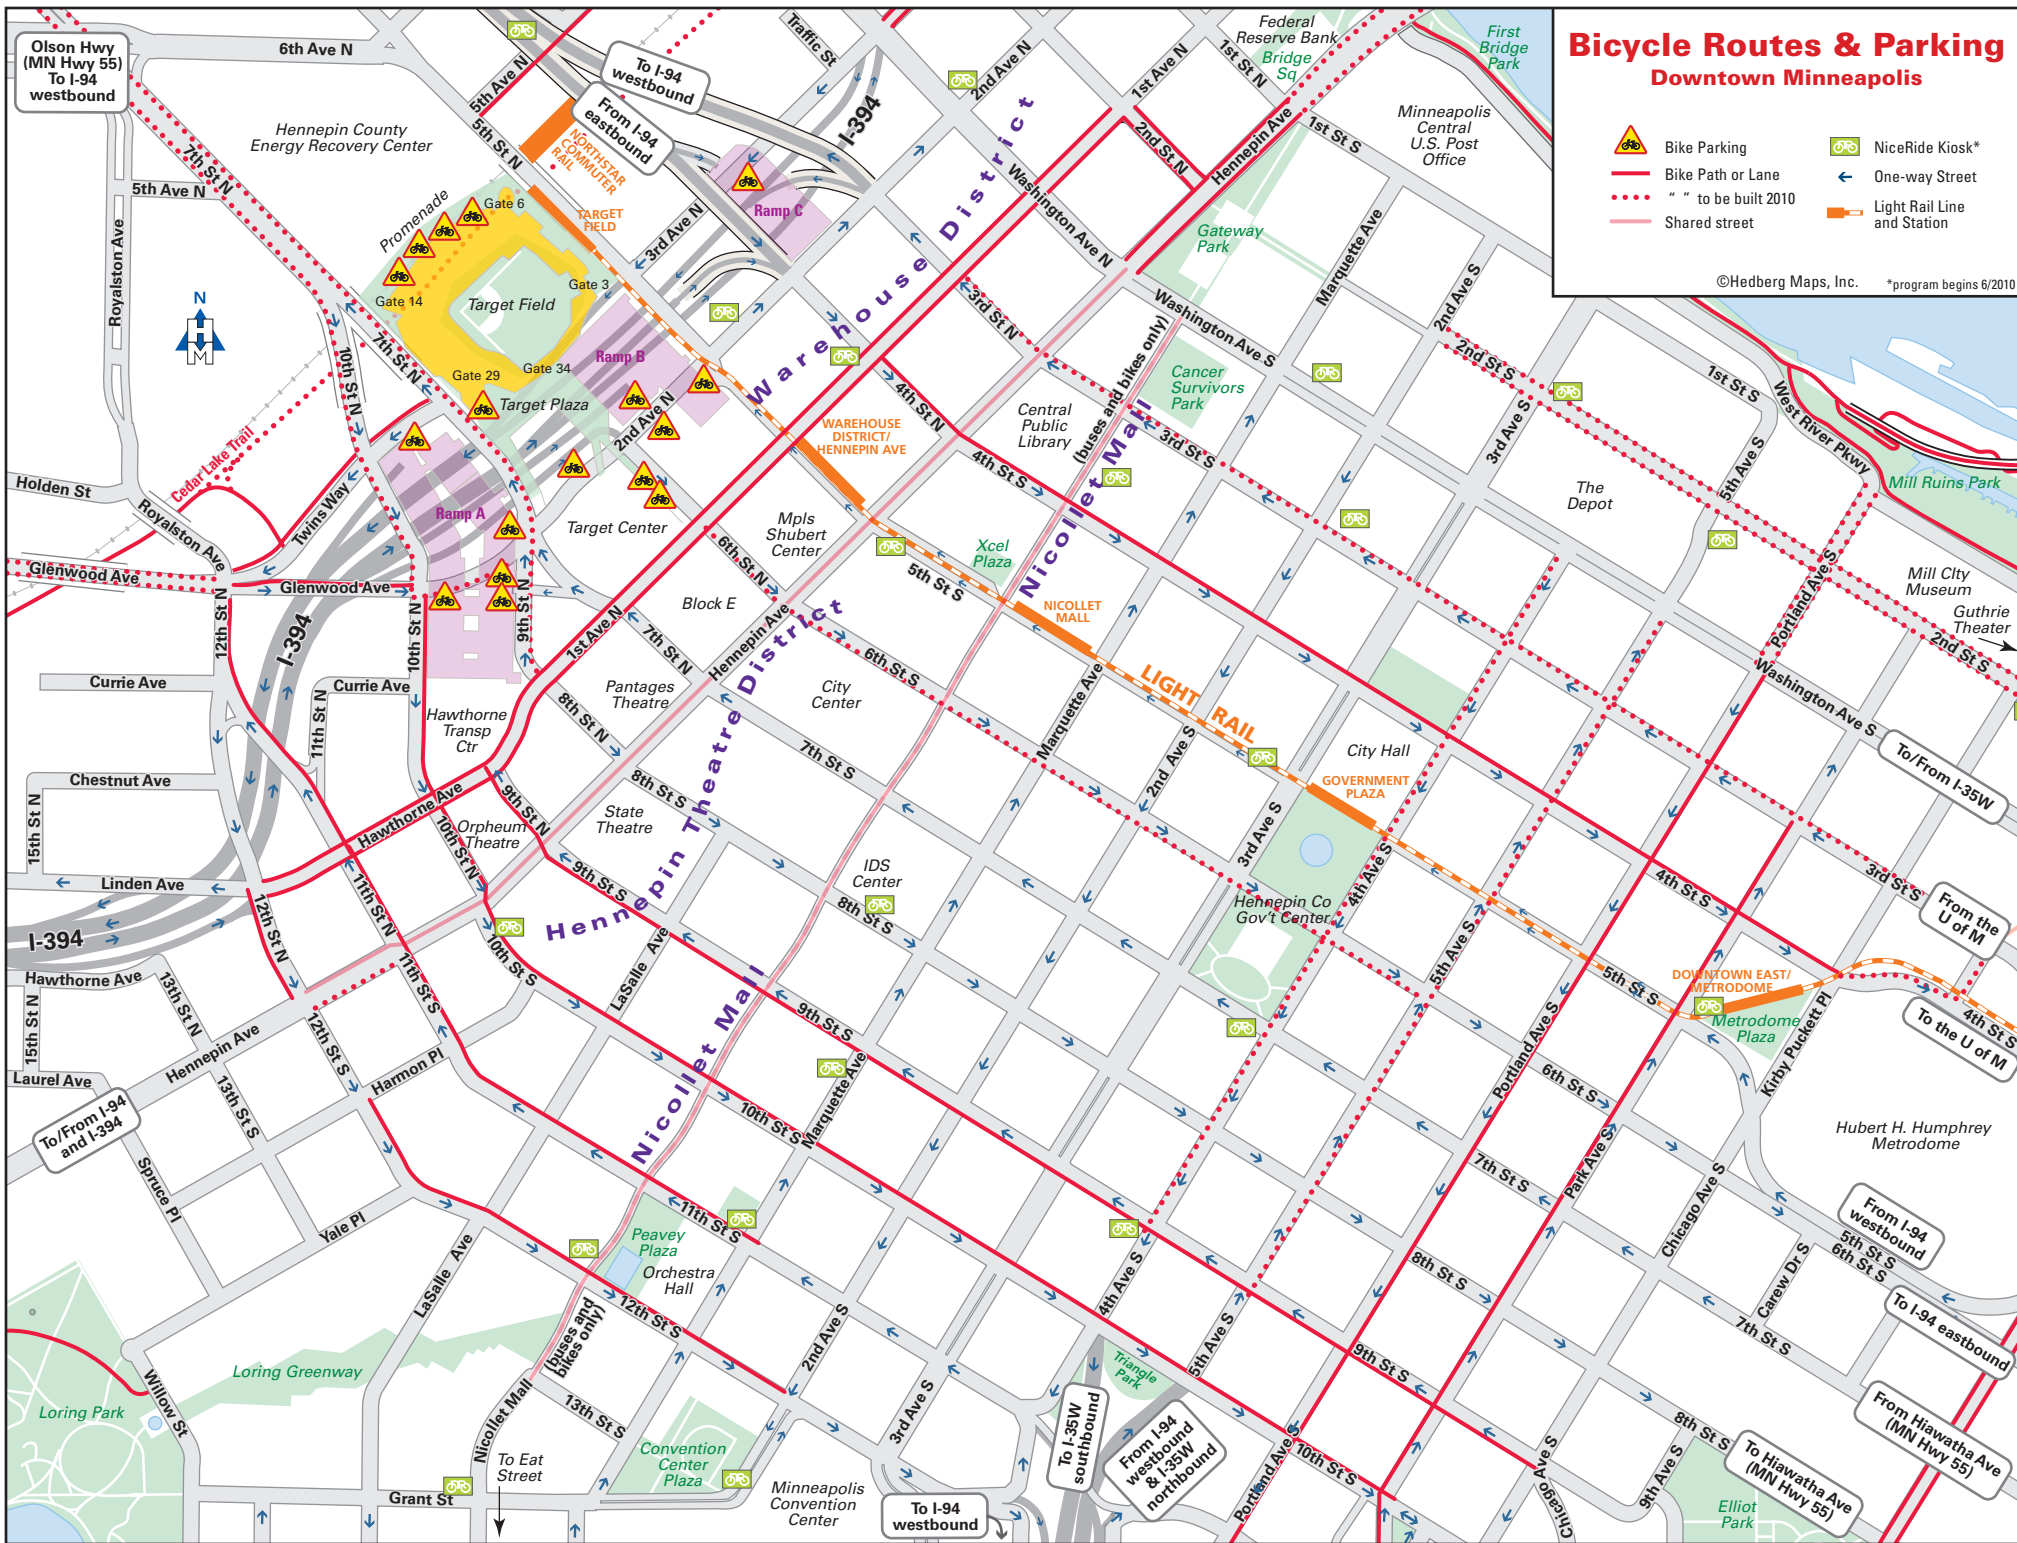 Bicycle Routes & Parking
Downtown Minneapolis
Bike Parking
Bike Path or Lane
“ ” to be built 2010
Shared street
NiceRide Kiosk*
One-way Street
Light Rail Line
and Station
©Hedberg Maps, Inc.
*program begins 6/2010
Olson Hwy
(MN Hwy 55)
To I-94
westbound
6th Ave N
5th Ave N
5th St N
To I-94
westbound
From I-94
eastbound
Traffic St
I-394
2nd Ave N
1st Ave N
1st St N
Federal
Reserve Bank
Bridge
Sq
First
Bridge
Park
Hennepin County
Energy Recovery Center
7th St N
5th Ave N
Royalston Ave
N
H
M
NORTHSTAR
COMMUTER
RAIL
TARGET
FIELD
Promenade
Gate 6
Gate 14
Gate 3
Target Field
Gate 29
Gate 34
Target Plaza
3rd Ave N
Ramp C
Ramp B
2nd Ave N
Warehouse District
Washington Ave N
2nd St N
Hennepin Ave
1st St S
Minneapolis
Central
U.S. Post
Office
Gateway
Park
Marquette Ave
2nd Ave S
Washington Ave S
3rd St N
4th St N
(buses and bikes only)
Cancer
Survivors
Park
Central
Public
Library
2nd St S
1st St S
West River Pkwy
3rd Ave S
5th Ave S
Mill Ruins Park
The
Depot
10th St N
7th St N
Cedar Lake Trail
Holden St
Royalston Ave
Twins Way
Ramp A
Target Center
WAREHOUSE
DISTRICT/
HENNEPIN AVE
4th St S
3rd St S
Nicollet Mall
Mpls
Shubert
Center
Xcel
Plaza
Glenwood Ave
Glenwood Ave
6th St N
5th St S
NICOLLET
MALL
Block E
Portland Ave S
Mill CIty
Museum
Guthrie
Theater
2nd St S
12th St N
I-394
10th St N
9th St N
1st Ave N
7th St N
Hennepin Ave
Hennepin Theatre District
6th St S
Currie Ave
Currie Ave
11th St N
Hawthorne
Transp
Ctr
8th St N
Pantages
Theatre
City
Center
Marquette Ave
LIGHT RAIL
2nd Ave S
City Hall
GOVERNMENT
PLAZA
Washington Ave S
To/From I-35W
Chestnut Ave
15th St N
Hawthorne Ave
9th St N
10th St N
Orpheum
Theatre
State
Theatre
8th St S
7th St S
IDS
Center
8th St S
3rd Ave S
4th Ave S
Hennepin Co
Gov't Center
4th St S
3rd St S
From the
U of M
Linden Ave
12th St N
11th St N
9th St S
I-394
Hawthorne Ave
15th St N
13th St N
11th St S
10th St S
LaSalle Ave
Nicollet Mall
9th St S
5th Ave S
5th St S
DOWNTOWN EAST/
METRODOME
Metrodome
Plaza
4th St S
To the U of M
Laurel Ave
Hennepin Ave
12th St S
Harmon Pl
13th St S
Marquette Ave
10th St S
Portland Ave S
6th St S
Kirby Puckett Pl
Hubert H. Humphrey
Metrodome
To/From I-94
and I-394
Spruce Pl
Yale Pl
11th St S
Peavey
Plaza
Orchestra
Hall
7th St S
Park Ave S
Chicago Ave S
From I-94
westbound
5th St S
6th St S
LaSalle Ave
4th Ave S
8th St S
Carew Dr S
To I-94 eastbound
Loring Greenway
Loring Park
Willow St
(buses and
bikes only)
12th St S
2nd Ave S
Triangle
Park
5th Ave S
9th St S
7th St S
Nicollet Mall
13th St S
To Eat
Street
Grant St
Convention
Center
Plaza
Minneapolis
Convention
Center
3rd Ave S
To I-94
westbound
To I-35W
southbound
From I-94
westbound
& I-35W
northbound
Portland Ave S
10th St S
Chicago Ave S
9th Ave S
8th St S
To Hiawatha Ave
(MN Hwy 55)
From Hiawatha Ave
(MN Hwy 55)
Elliot
Park